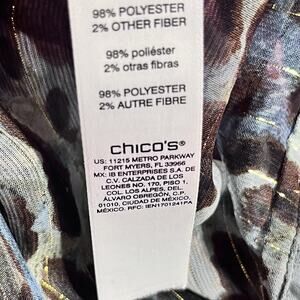 98% POLYESTER
2% OTHER FIBER
98% poliéster
2% otras fibras
98% POLYESTER
2% AUTRE FIBRE
chico's®
US: 11215 METRO PARKWAY
FORT MYERS, FL 33966
MX: IB ENTERPRISES S.A. DE
C.V. CALZADA DE LOS
LEONES NO. 170, PISO 1,
COL. LOS ALPES, DEL.
ÁLVARO OBREGÓN, C.P.
01010, CIUDAD DE MÉXICO,
MÉXICO. RFC: IEN1701241PA